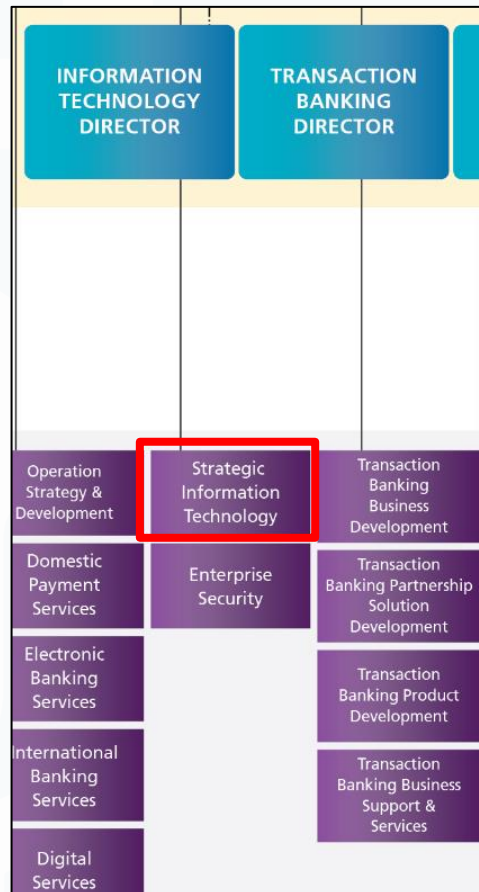 INFORMATION
TECHNOLOGY
DIRECTOR
TRANSACTION
BANKING
DIRECTOR
Operation
Strategy &
Development
Domestic
Payment
Services
Electronic
Banking
Services
International
Banking
Services
Digital
Services
Strategic
Information
Technology
Enterprise
Security
Transaction
Banking
Business
Development
Transaction
Banking Partnership
Solution
Development
Transaction
Banking Product
Development
Transaction
Banking Business
Support &
Services